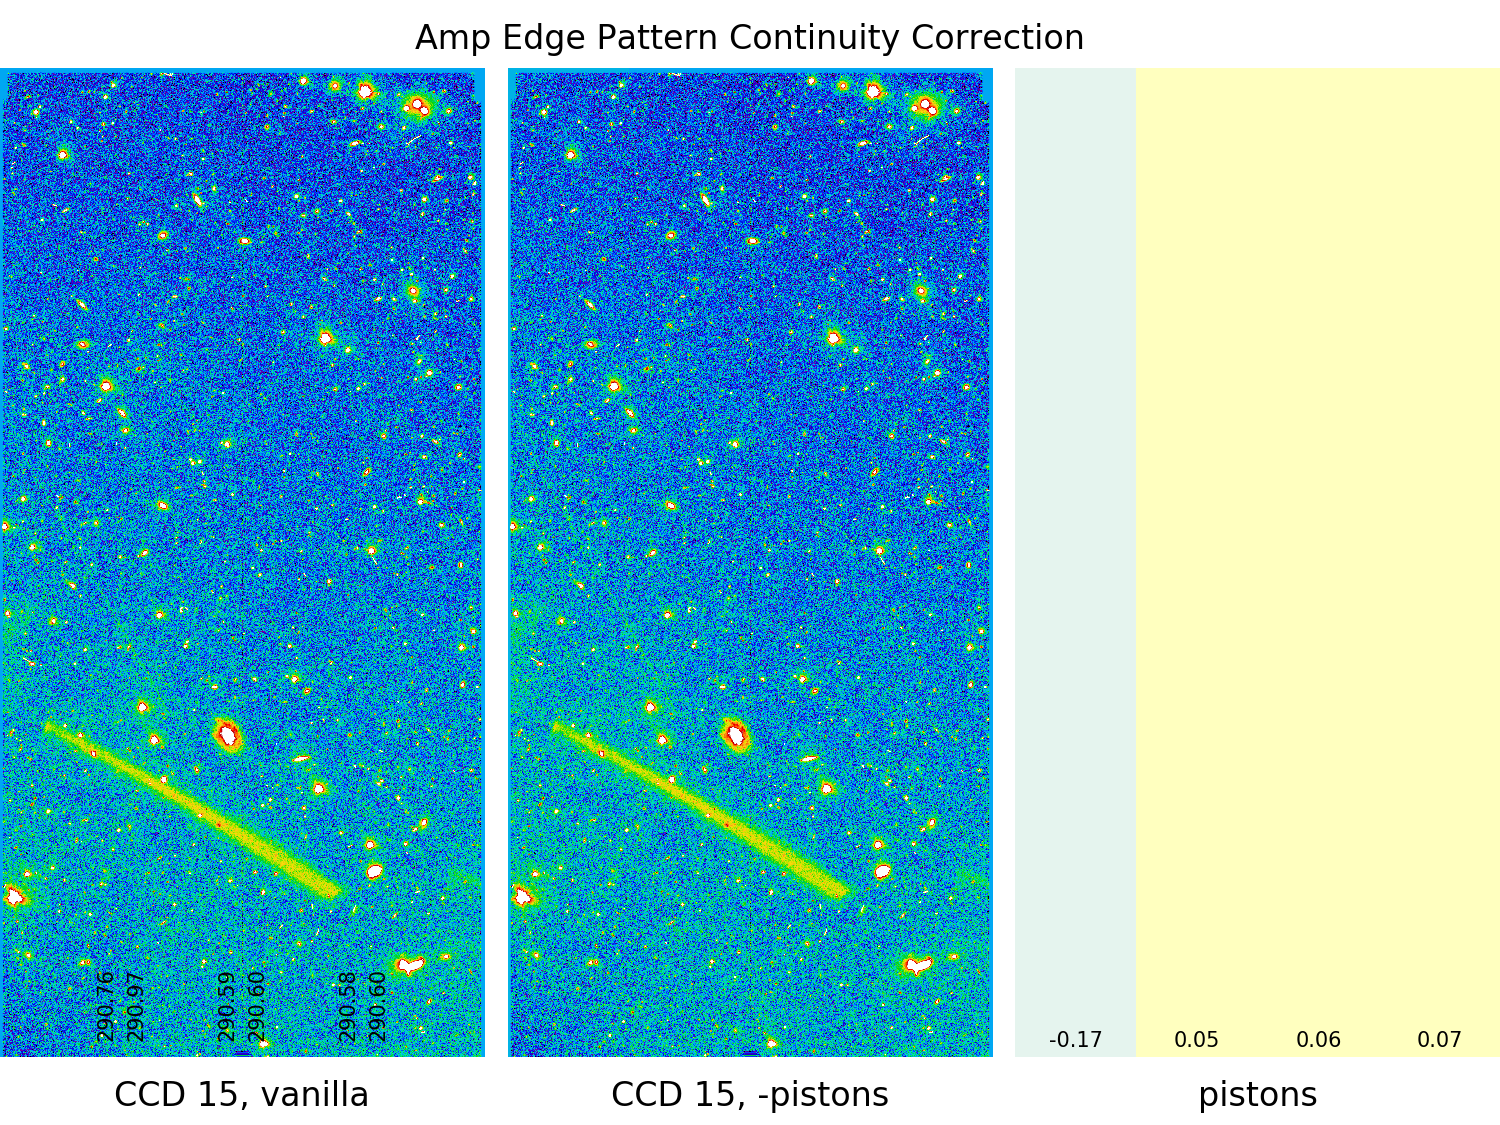 Amp Edge Pattern Continuity Correction
290.76
290.97
290.59
290.60
290.58
290.60
-0.17 0.05 0.06 0.07
CCD 15, vanilla CCD 15, -pistons pistons